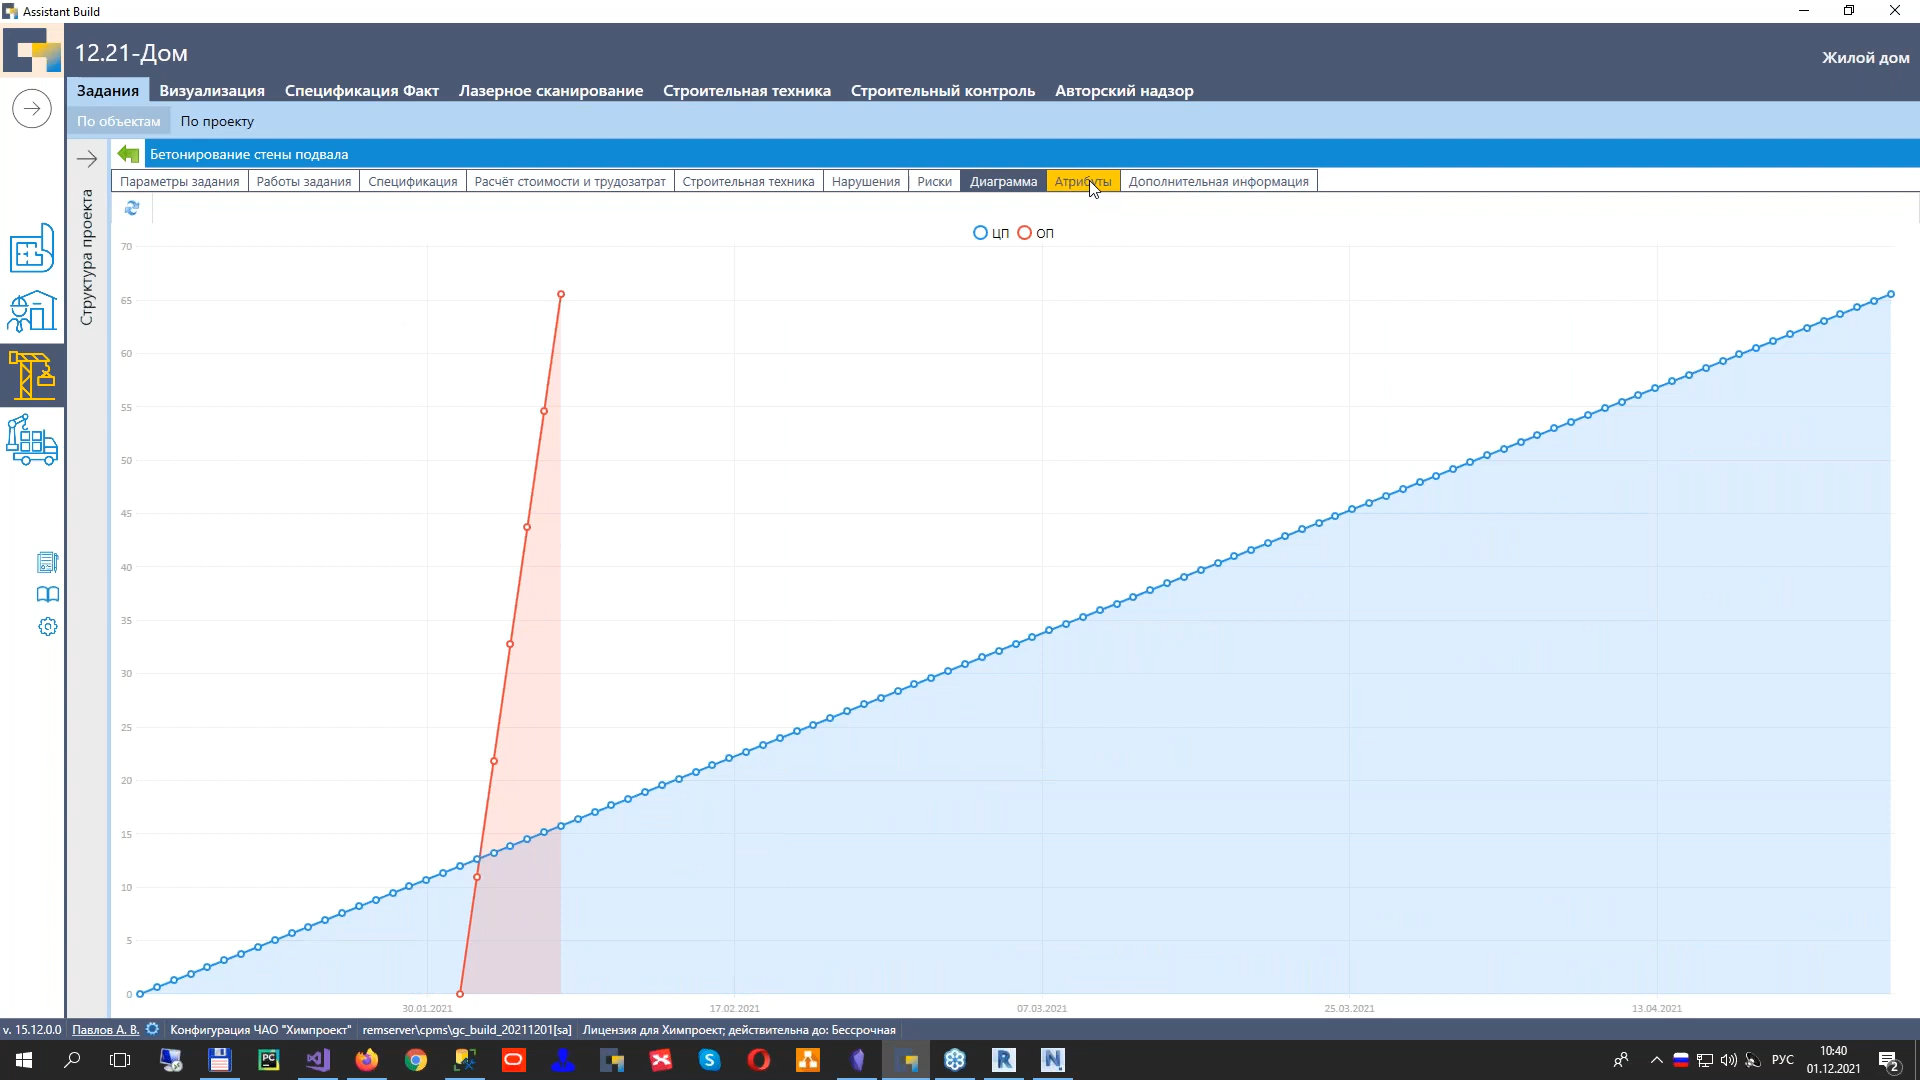 Assistant Build
12.21-Дом
Жилой дом
Задания Визуализация Спецификация Факт Лазерное сканирование Строительная техника Строительный контроль Авторский надзор
По объектам По проекту
Бетонирование стены подвала
Параметры задания Работы задания Спецификация Расчёт стоимости и трудозатрат Строительная техника Нарушения Риски Диаграмма Атрибуты Дополнительная информация
Структура проекта
ЦП ОП
70
65
60
55
50
45
40
35
30
25
20
15
10
5
0
30.01.2021 17.02.2021 07.03.2021 25.03.2021 13.04.2021
v. 15.12.0.0 Павлов А. В. Конфигурация ЧАО "Химпроект" remserver\cpms\gc_build_20211201[sa] Лицензия для Химпроект; действительна до: Бессрочная
PC
S
R
N
РУС
10:40
01.12.2021
2